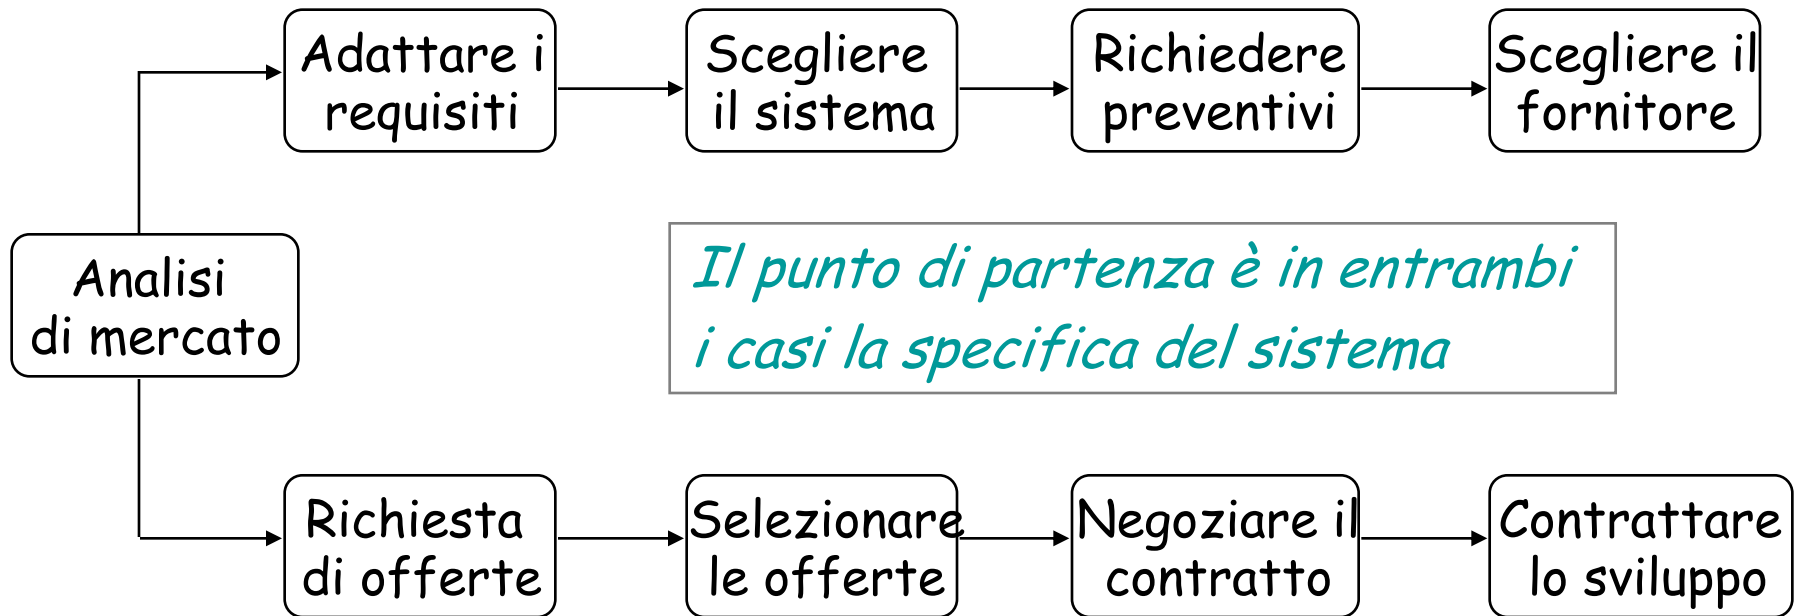 Adattare i
requisiti
Scegliere
il sistema
Richiedere
preventivi
Scegliere il
fornitore
Analisi
di mercato
Il punto di partenza è in entrambi
i casi la specifica del sistema
Richiesta
di offerte
Selezionare
le offerte
Negoziare il
contratto
Contrattare
lo sviluppo